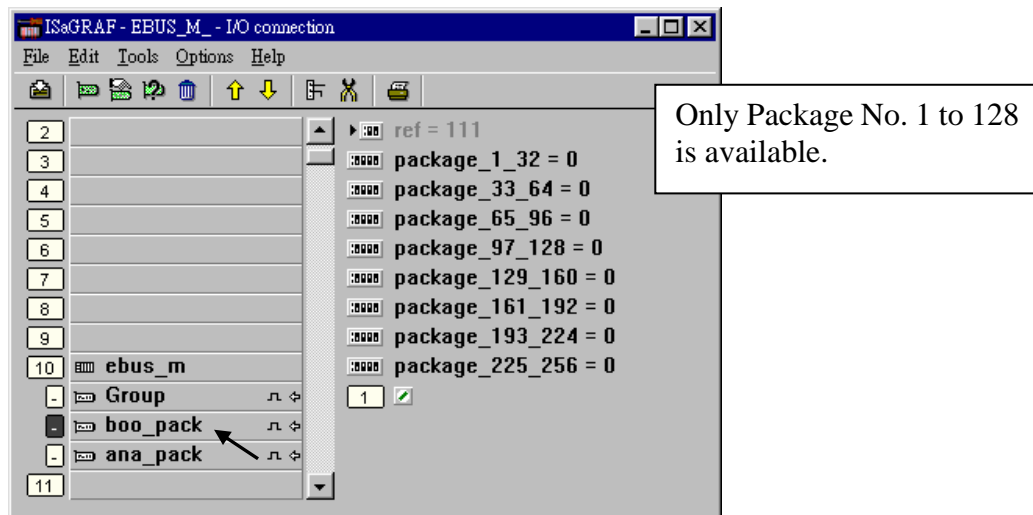 ISaGRAF - EBUS_M_ - I/O connection
File Edit Tools Options Help
Only Package No. 1 to 128
is available.
2
3
4
5
6
7
8
9
10 ebus_m
- Group
- boo_pack
- ana_pack
11
ref = 111
package_1_32 = 0
package_33_64 = 0
package_65_96 = 0
package_97_128 = 0
package_129_160 = 0
package_161_192 = 0
package_193_224 = 0
package_225_256 = 0
1